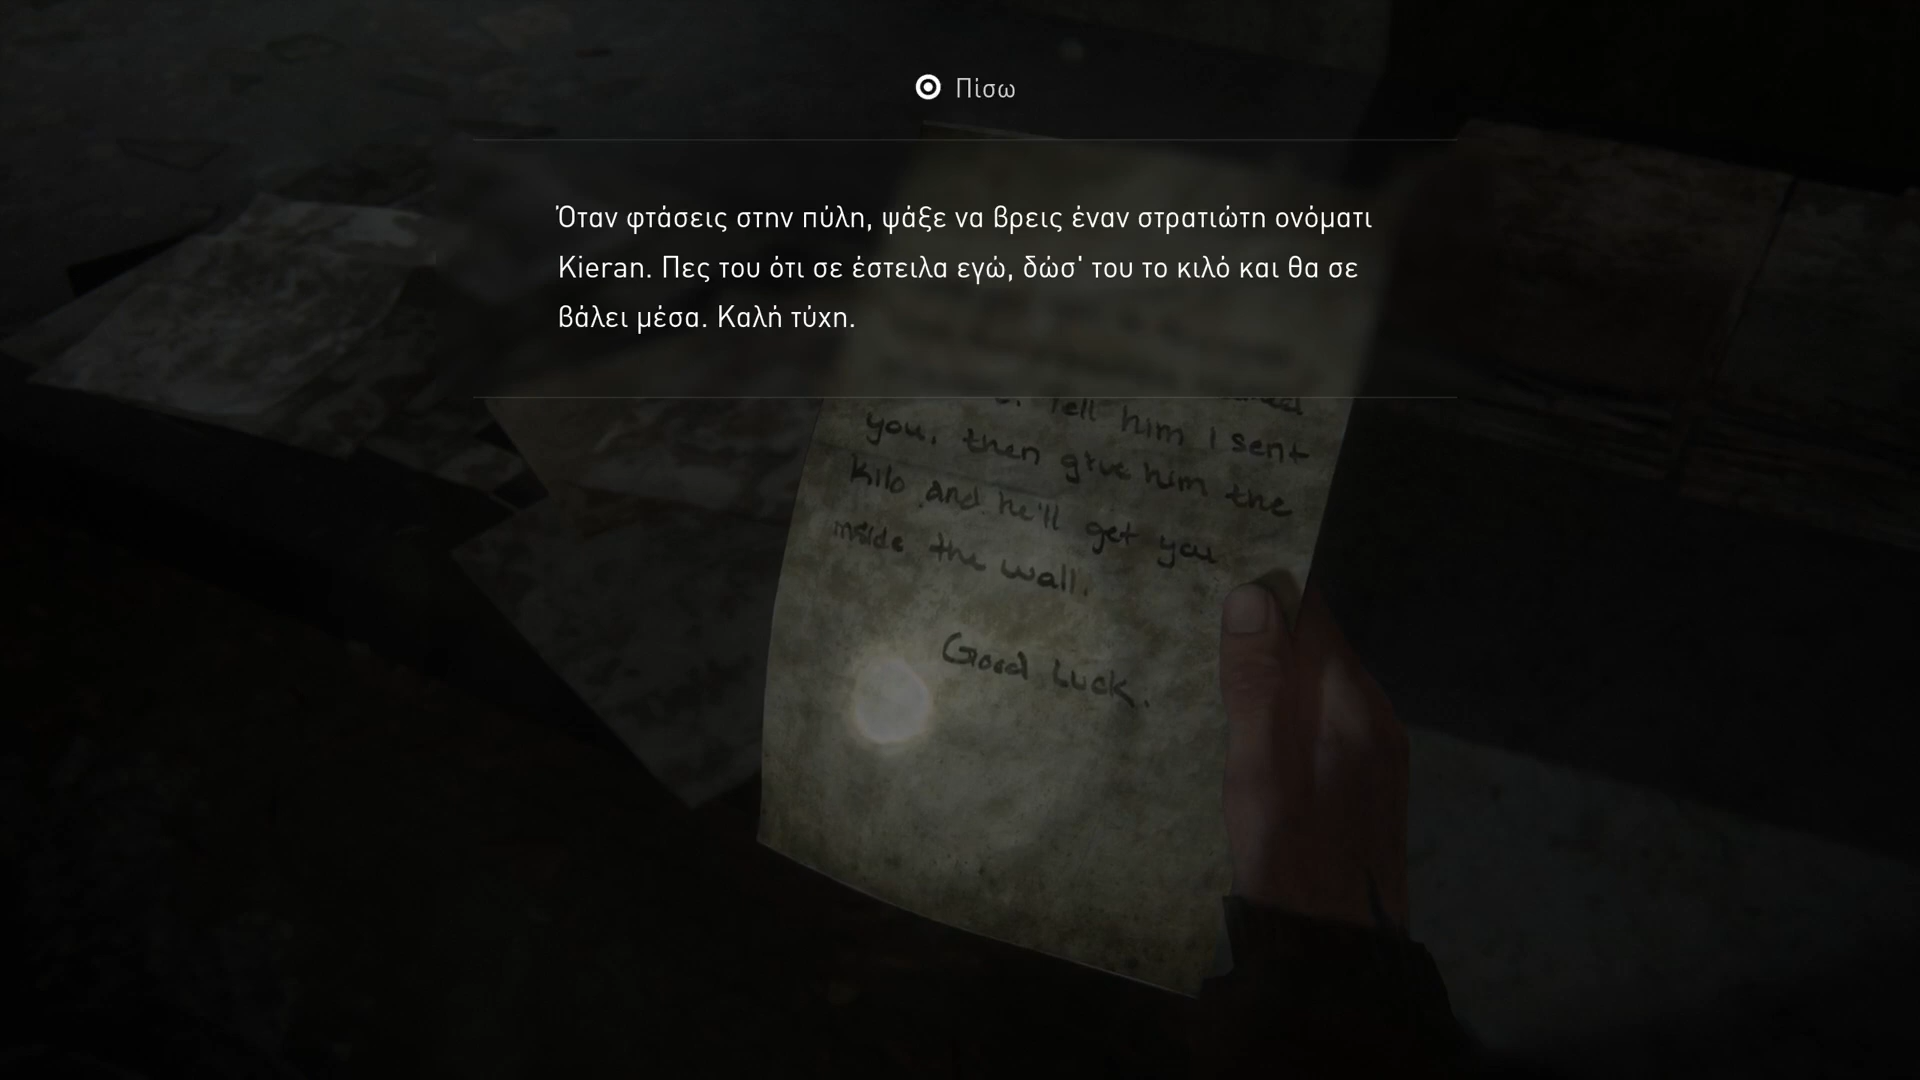 Πίσω
Όταν φτάσεις στην πύλη, ψάξε να βρεις έναν στρατιώτη ονόματι
Kieran. Πες του ότι σε έστειλα εγώ, δώσ' του το κιλό και θα σε
βάλει μέσα. Καλή τύχη.
Tell him I sent
you, then give him the
Kilo and he'll get you
inside the wall.
Good Luck.